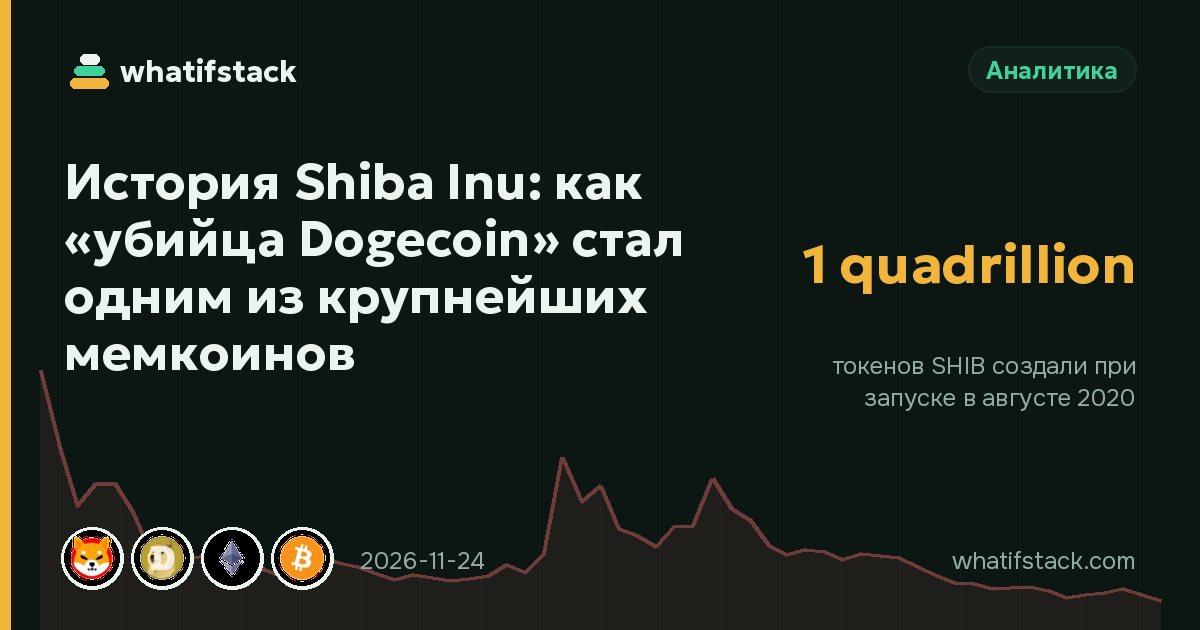 whatifstack
Аналитика
История Shiba Inu: как
«убийца Dogecoin» стал
одним из крупнейших
мемкоинов
1 quadrillion
токенов SHIB создали при
запуске в августе 2020
2026-11-24
whatifstack.com